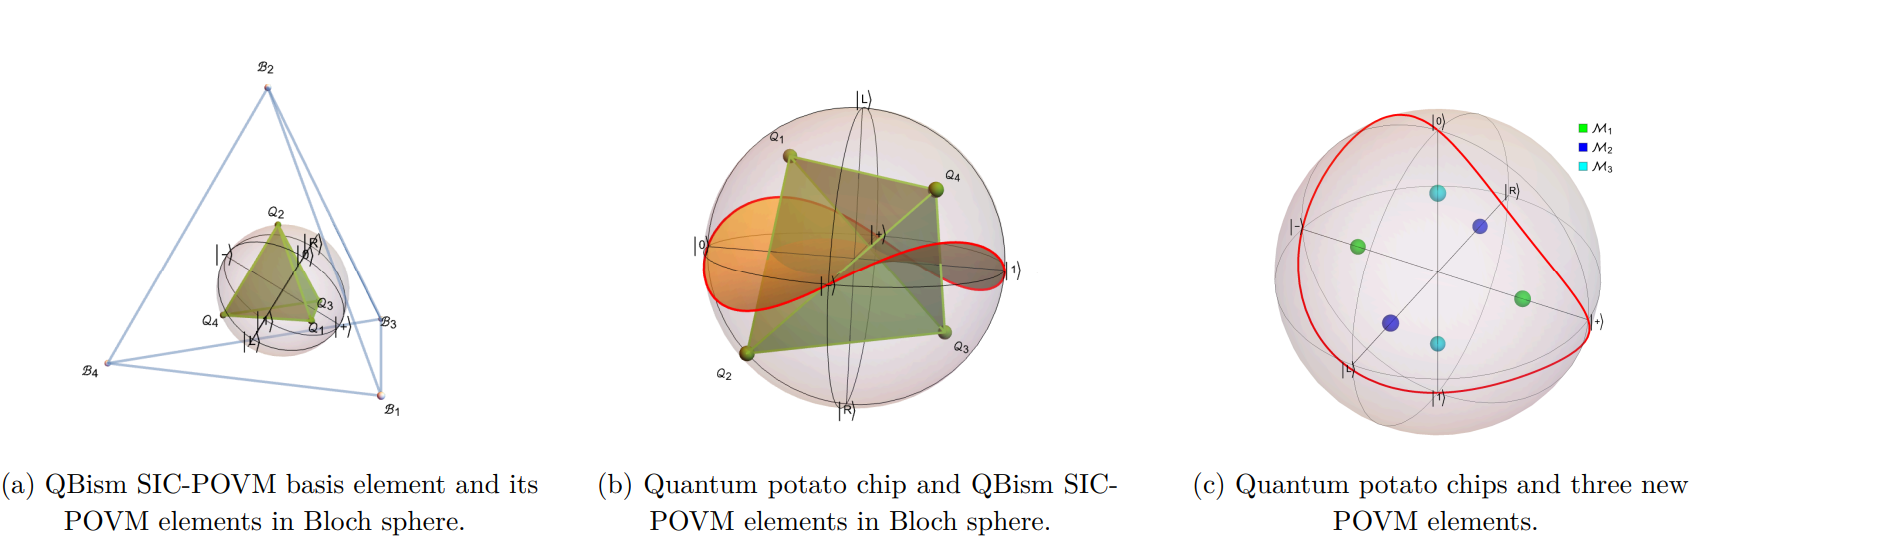 ℬ₂
Q₂
|-⟩
|R⟩
Q₃
Q₄
Q₁
|+⟩
ℬ₃
|L⟩
ℬ₄
ℬ₁
(a) QBism SIC-POVM basis element and its
POVM elements in Bloch sphere.
|L⟩
Q₁
Q₄
|+⟩
|0⟩
|1⟩
|-⟩
Q₃
Q₂
|R⟩
(b) Quantum potato chip and QBism SIC-
POVM elements in Bloch sphere.
|0⟩
ℳ₁
ℳ₂
ℳ₃
|R⟩
|-⟩
|+⟩
|L⟩
|1⟩
(c) Quantum potato chips and three new
POVM elements.